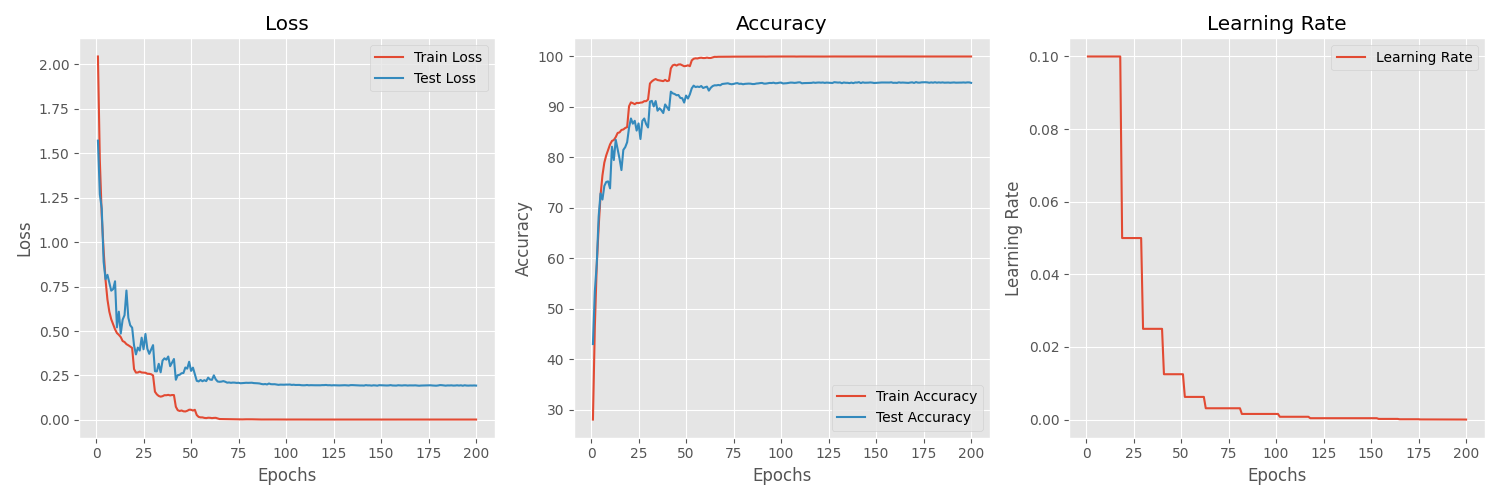 Loss
Train Loss
Test Loss
2.00
1.75
1.50
1.25
1.00
0.75
0.50
0.25
0.00
Loss
0 25 50 75 100 125 150 175 200
Epochs
Accuracy
100
90
80
70
60
50
40
30
Accuracy
Train Accuracy
Test Accuracy
0 25 50 75 100 125 150 175 200
Epochs
Learning Rate
Learning Rate
0.10
0.08
0.06
0.04
0.02
0.00
Learning Rate
0 25 50 75 100 125 150 175 200
Epochs